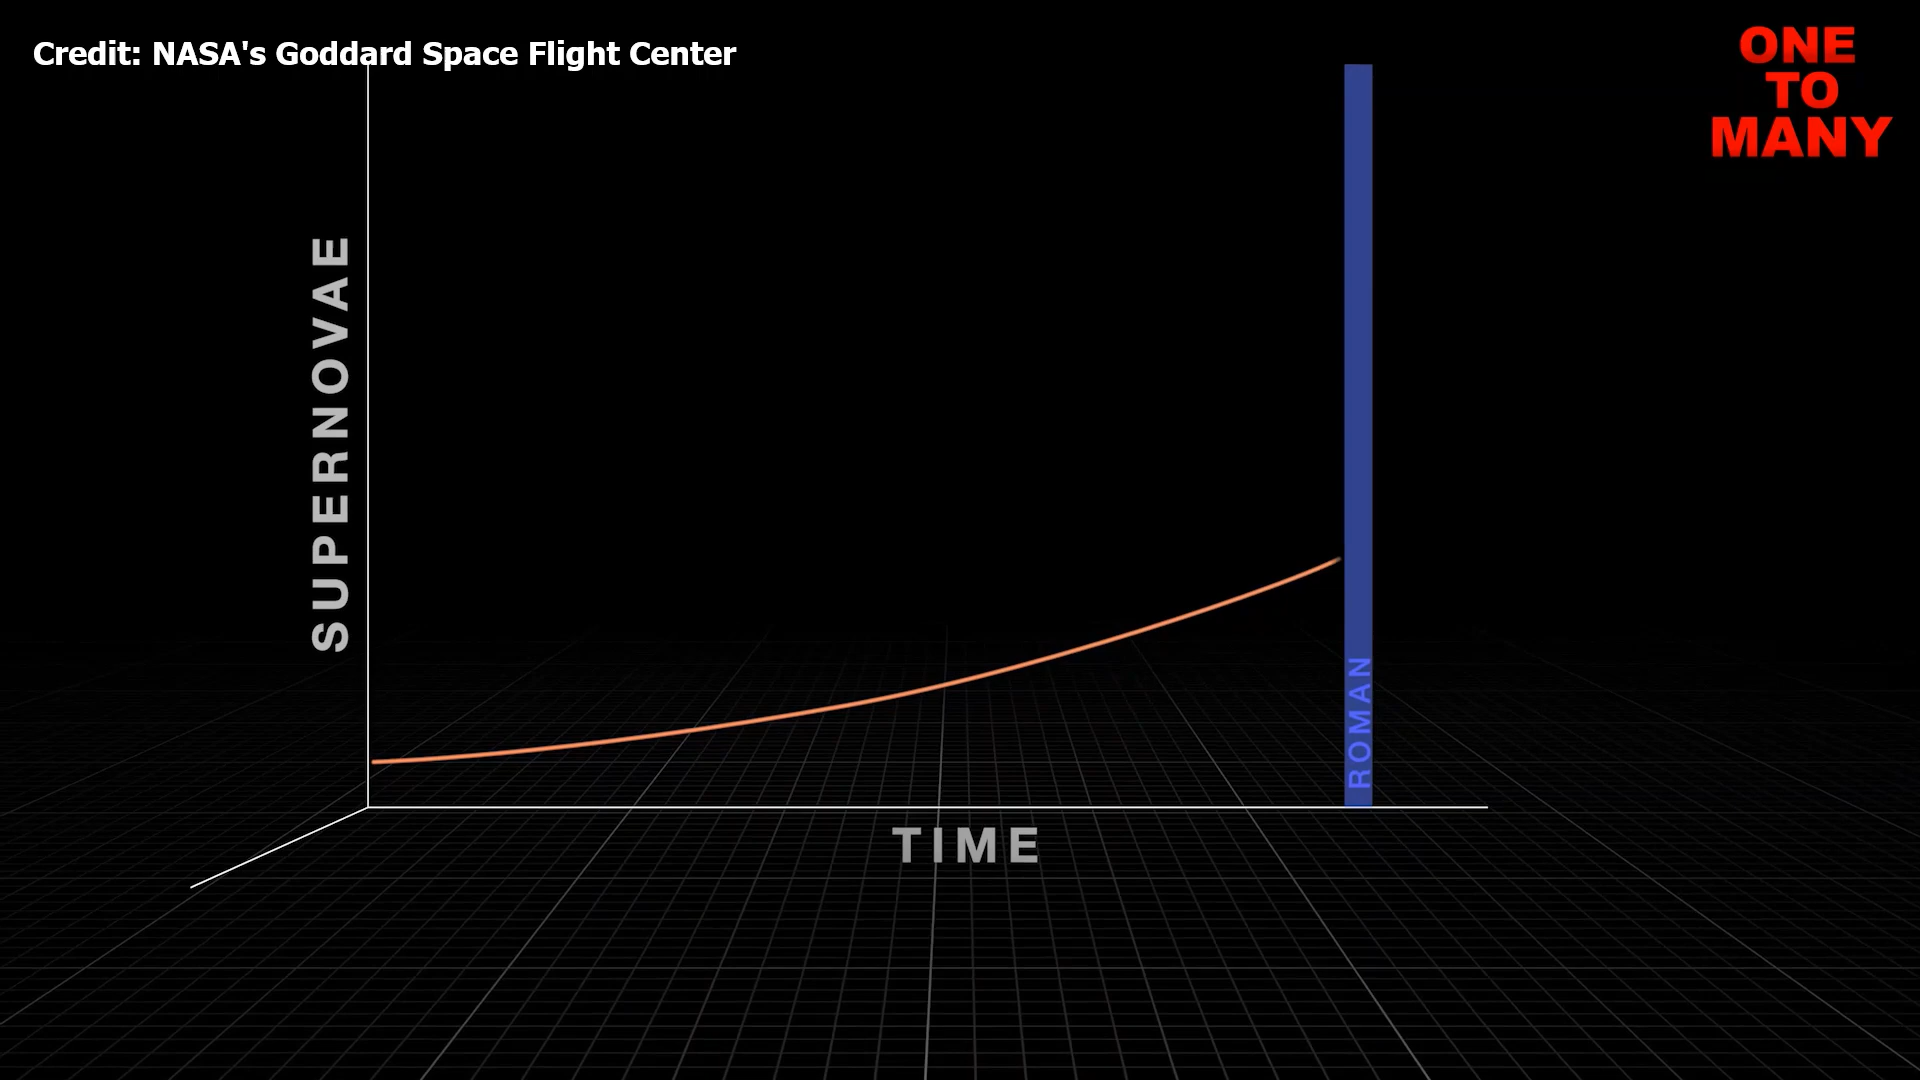 Credit: NASA's Goddard Space Flight Center
ONE
TO
MANY
SUPERNOVAE
ROMAN
TIME